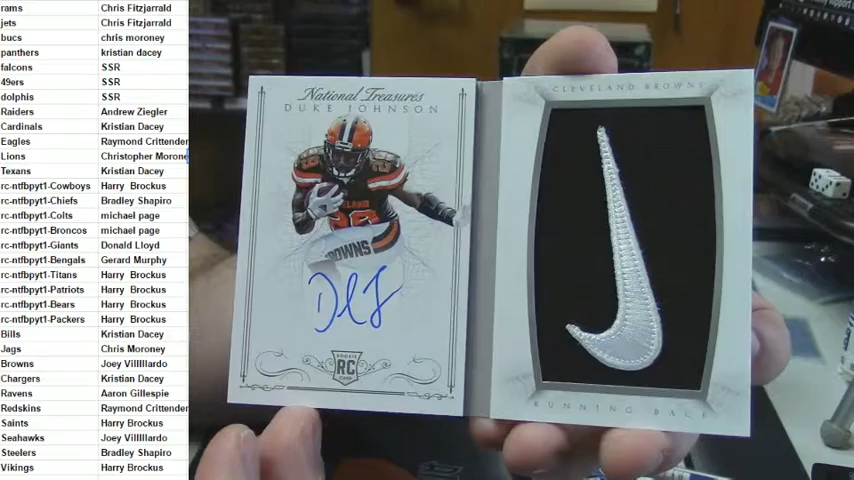 rams Chris Fitzjarrald
jets Chris Fitzjarrald
bucs chris moroney
panthers kristian dacey
falcons SSR
49ers SSR
dolphis SSR
Raiders Andrew Ziegler
Cardinals Kristian Dacey
Eagles Raymond Crittender
Lions Christopher Morone
Texans Kristian Dacey
rc-ntfbpyt1-Cowboys Harry Brockus
rc-ntfbpyt1-Chiefs Bradley Shapiro
rc-ntfbpyt1-Colts michael page
rc-ntfbpyt1-Broncos michael page
rc-ntfbpyt1-Giants Donald Lloyd
rc-ntfbpyt1-Bengals Gerard Murphy
rc-ntfbpyt1-Titans Harry Brockus
rc-ntfbpyt1-Patriots Harry Brockus
rc-ntfbpyt1-Bears Harry Brockus
rc-ntfbpyt1-Packers Harry Brockus
Bills Kristian Dacey
Jags Chris Moroney
Browns Joey Villlllardo
Chargers Kristian Dacey
Ravens Aaron Gillespie
Redskins Raymond Crittender
Saints Harry Brockus
Seahawks Joey Villlllardo
Steelers Bradley Shapiro
Vikings Harry Brockus
National Treasures
DUKE JOHNSON
29
BROWNS
ROOKIE
RC
CLEVELAND BROWNS
RUNNING BACK